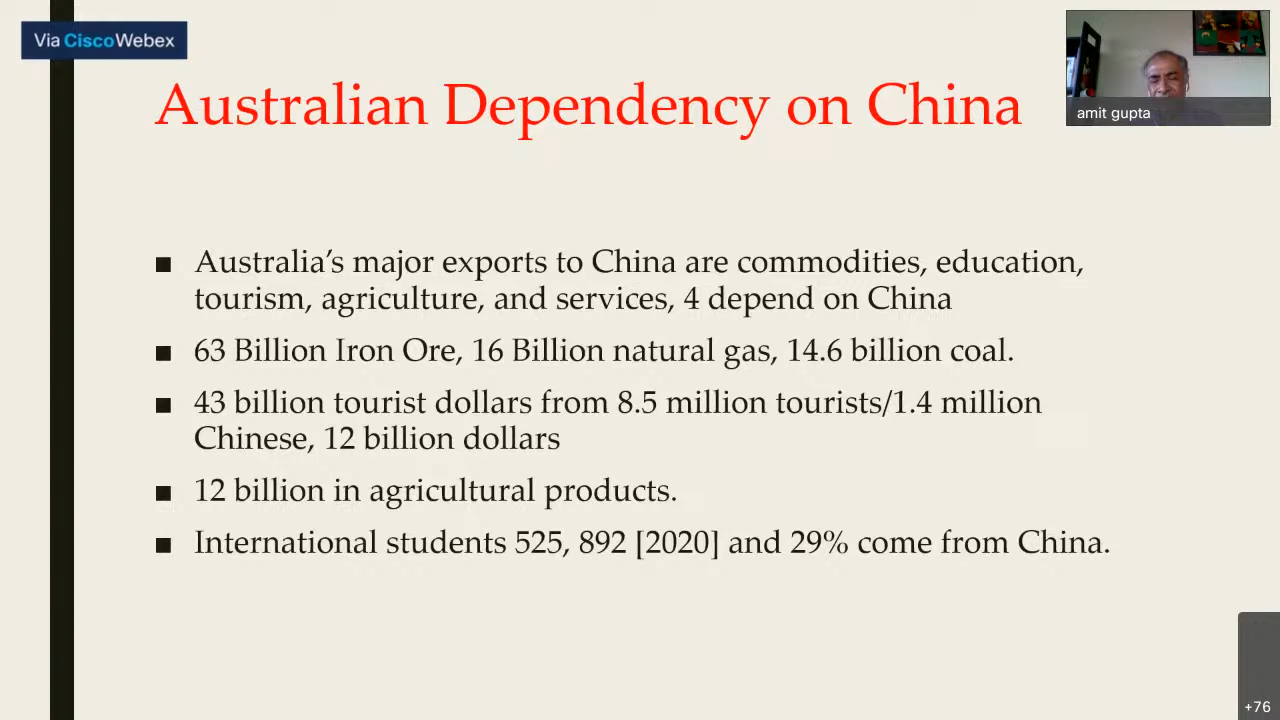 Via CiscoWebex
Australian Dependency on China
amit gupta
■ Australia’s major exports to China are commodities, education,
tourism, agriculture, and services, 4 depend on China
■ 63 Billion Iron Ore, 16 Billion natural gas, 14.6 billion coal.
■ 43 billion tourist dollars from 8.5 million tourists/1.4 million
Chinese, 12 billion dollars
■ 12 billion in agricultural products.
■ International students 525, 892 [2020] and 29% come from China.
+76